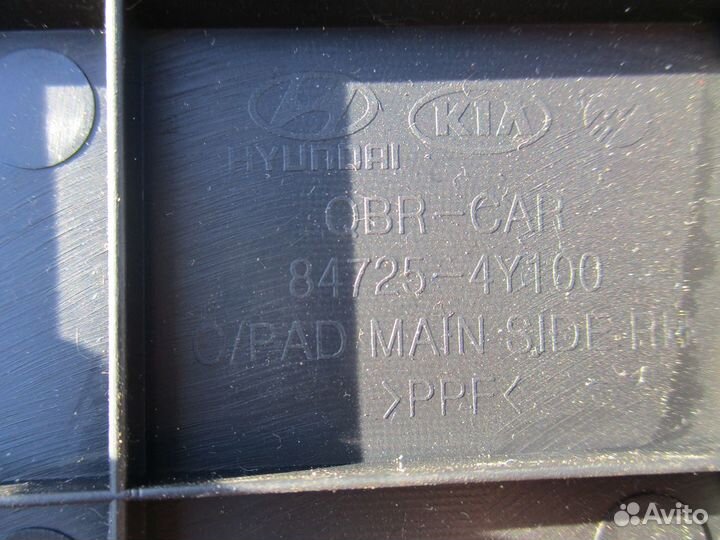 HYUNDAI KIA
QBR-CAR
84725-4Y100
C/PAD MAIN SIDE RH
>PPF<
Avito